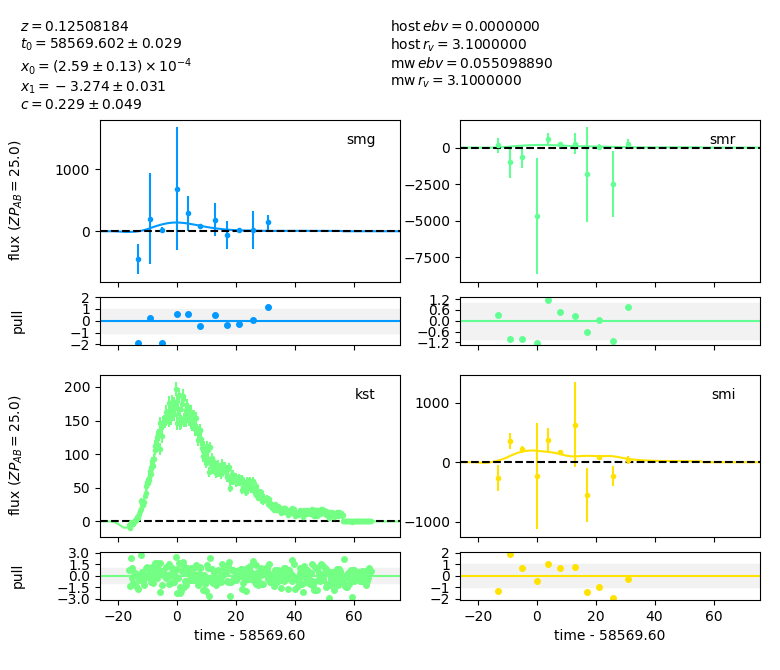 z = 0.12508184
t₀ = 58569.602 ± 0.029
x₀ = (2.59 ± 0.13) × 10⁻⁴
x₁ = −3.274 ± 0.031
c = 0.229 ± 0.049
host ebv = 0.0000000
host r_v = 3.1000000
mw ebv = 0.055098890
mw r_v = 3.1000000
smg
flux (ZP_AB = 25.0)
1000
0
pull
2
1
0
−1
−2
smr
0
−2500
−5000
−7500
1.2
0.6
0.0
−0.6
−1.2
kst
flux (ZP_AB = 25.0)
200
150
100
50
0
pull
3.0
1.5
0.0
−1.5
−3.0
−20 0 20 40 60
time - 58569.60
smi
1000
0
−1000
2
1
0
−1
−2
−20 0 20 40 60
time - 58569.60